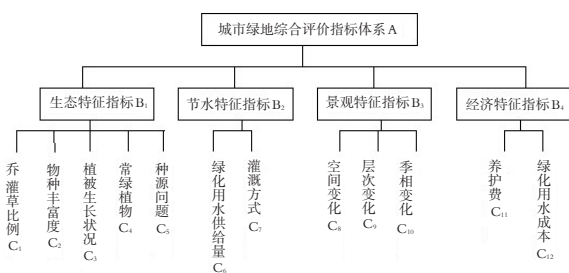 城市绿地综合评价指标体系A
生态特征指标B₁
节水特征指标B₂
景观特征指标B₃
经济特征指标B₄
乔灌草比例C₁
物种丰富度C₂
植被生长状况C₃
常绿植物C₄
种源问题C₅
绿化用水供给量C₆
灌溉方式C₇
空间变化C₈
层次变化C₉
季相变化C₁₀
养护费C₁₁
绿化用水成本C₁₂